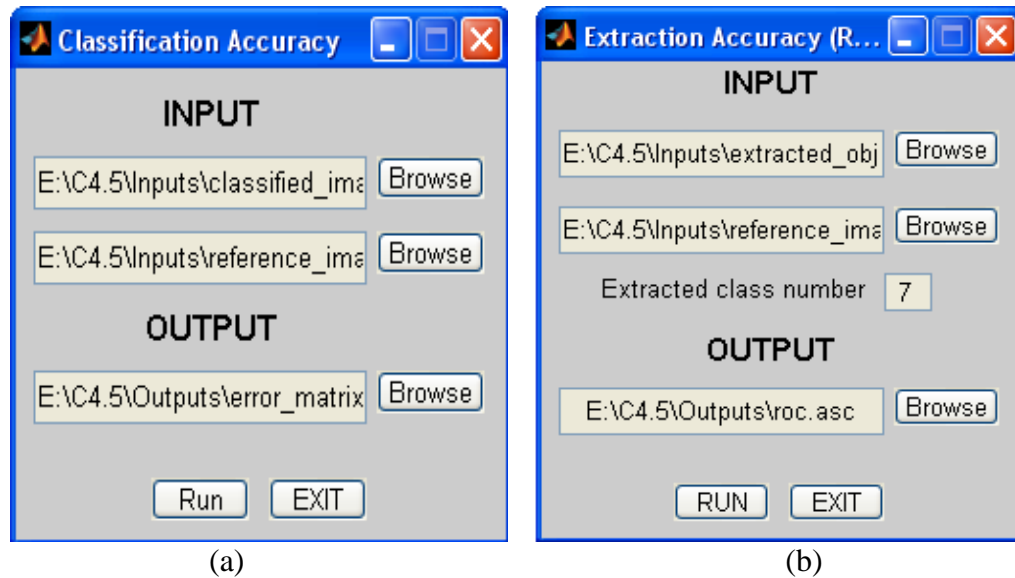 Classification Accuracy
INPUT
E:\C4.5\Inputs\classified_ima
Browse
E:\C4.5\Inputs\reference_ima
Browse
OUTPUT
E:\C4.5\Outputs\error_matrix
Browse
Run
EXIT
(a)
Extraction Accuracy (R...
INPUT
E:\C4.5\Inputs\extracted_obj
Browse
E:\C4.5\Inputs\reference_ima
Browse
Extracted class number
7
OUTPUT
E:\C4.5\Outputs\roc.asc
Browse
RUN
EXIT
(b)